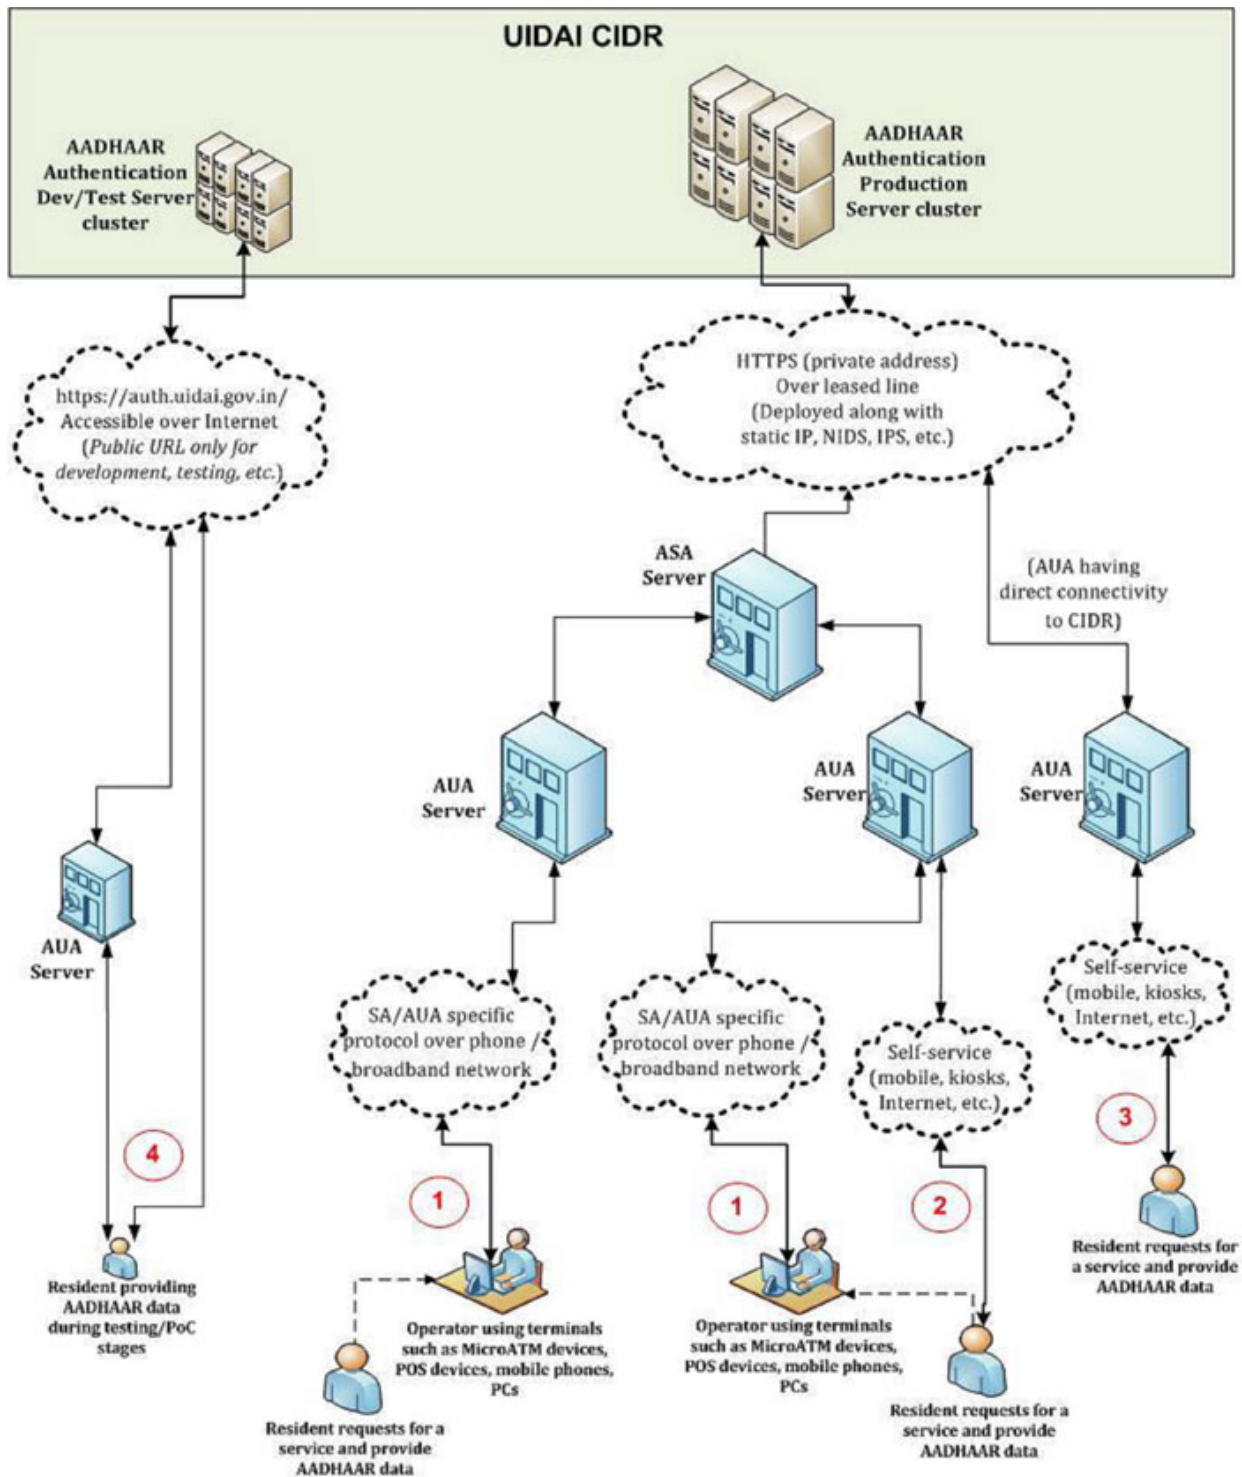 UIDAI CIDR
AADHAAR
Authentication
Dev/Test Server
cluster
AADHAAR
Authentication
Production
Server cluster
https://auth.uidai.gov.in/
Accessible over Internet
(Public URL only for
development, testing, etc.)
HTTPS (private address)
Over leased line
(Deployed along with
static IP, NIDS, IPS, etc.)
ASA
Server
(AUA having
direct connectivity
to CIDR)
AUA
Server
AUA
Server
AUA
Server
AUA
Server
SA/AUA specific
protocol over phone /
broadband network
SA/AUA specific
protocol over phone /
broadband network
Self-service
(mobile, kiosks,
Internet, etc.)
Self-service
(mobile, kiosks,
Internet, etc.)
4
1
1
2
3
Resident providing
AADHAAR data
during testing/PoC
stages
Operator using terminals
such as MicroATM devices,
POS devices, mobile phones,
PCs
Resident requests for a
service and provide
AADHAAR data
Operator using terminals
such as MicroATM devices,
POS devices, mobile phones,
PCs
Resident requests for a
service and provide
AADHAAR data
Resident requests for
a service and provide
AADHAAR data